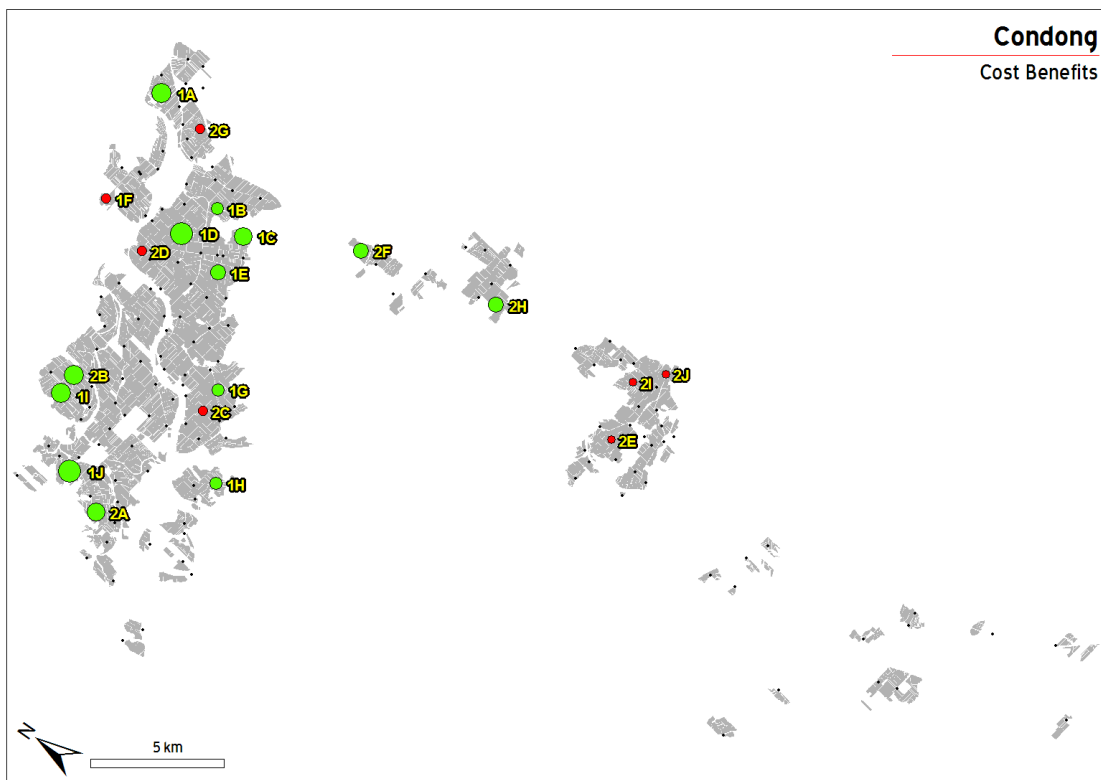 Condong
Cost Benefits
1A
2G
1F
1B
1D
1C
2D
2F
1E
2H
2B
2J
2I
1I
1G
2C
2E
1J
1H
2A
N
5 km